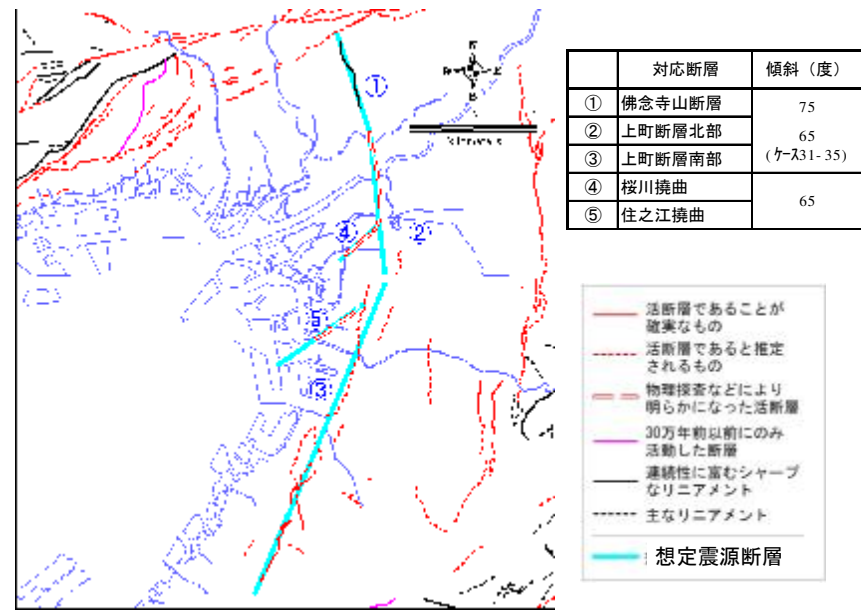 ①
④
②
⑤
③
対応断層 傾斜（度）
① 佛念寺山断層 75
② 上町断層北部 65
③ 上町断層南部 (ケース31-35)
④ 桜川撓曲 65
⑤ 住之江撓曲
活断層であることが
確実なもの
活断層であると推定
されるもの
物理探査などにより
明らかになった活断層
30万年前以前にのみ
活動した断層
連続性に富むシャープ
なリニアメント
主なリニアメント
想定震源断層